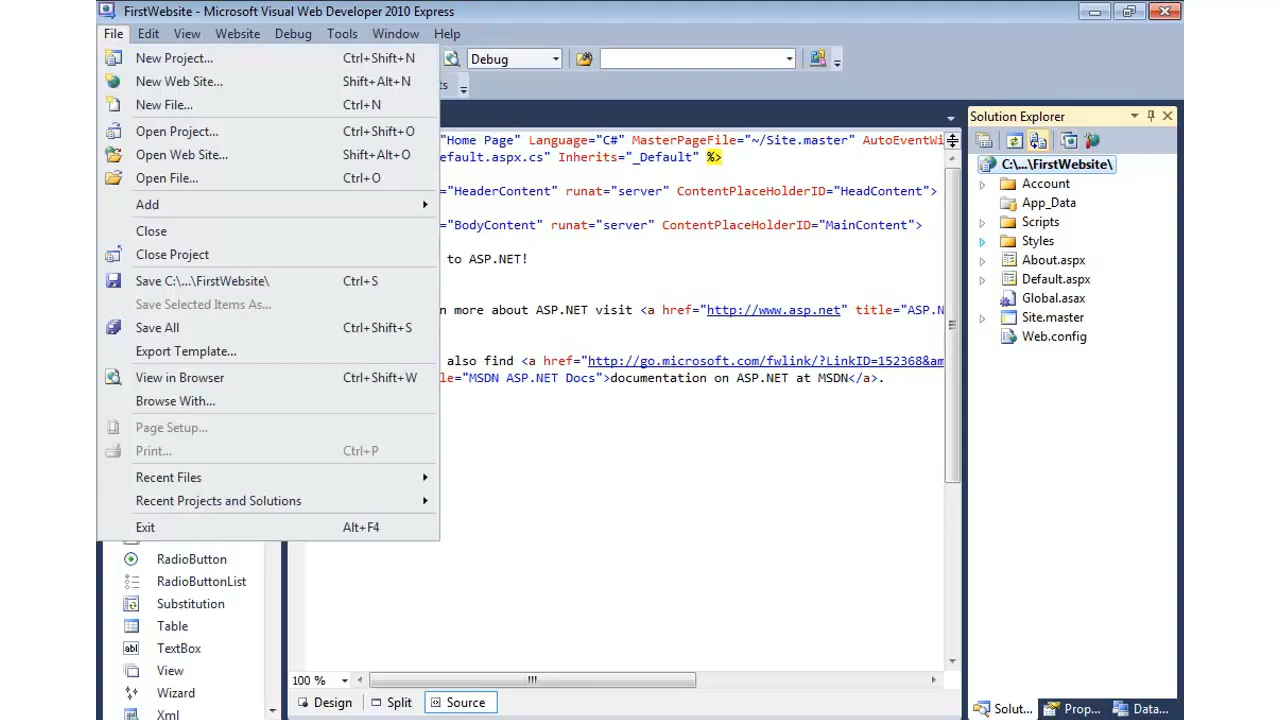 FirstWebsite - Microsoft Visual Web Developer 2010 Express
File Edit View Website Debug Tools Window Help
New Project... Ctrl+Shift+N
New Web Site... Shift+Alt+N
New File... Ctrl+N
Open Project... Ctrl+Shift+O
Open Web Site... Shift+Alt+O
Open File... Ctrl+O
Add
Close
Close Project
Save C:\...\FirstWebsite\ Ctrl+S
Save Selected Items As...
Save All Ctrl+Shift+S
Export Template...
View in Browser Ctrl+Shift+W
Browse With...
Page Setup...
Print... Ctrl+P
Recent Files
Recent Projects and Solutions
Exit Alt+F4
RadioButton
RadioButtonList
Substitution
Table
TextBox
View
Wizard
Xml
Debug
ts
"Home Page" Language="C#" MasterPageFile="~/Site.master" AutoEventWi
efault.aspx.cs" Inherits="_Default" %>
="HeaderContent" runat="server" ContentPlaceHolderID="HeadContent">
="BodyContent" runat="server" ContentPlaceHolderID="MainContent">
to ASP.NET!
n more about ASP.NET visit <a href="http://www.asp.net" title="ASP.N
also find <a href="http://go.microsoft.com/fwlink/?LinkID=152368&am
le="MSDN ASP.NET Docs">documentation on ASP.NET at MSDN</a>.
100 %
Design Split Source
Solution Explorer
C:\...\FirstWebsite\
Account
App_Data
Scripts
Styles
About.aspx
Default.aspx
Global.asax
Site.master
Web.config
Solut... Prop... Data...